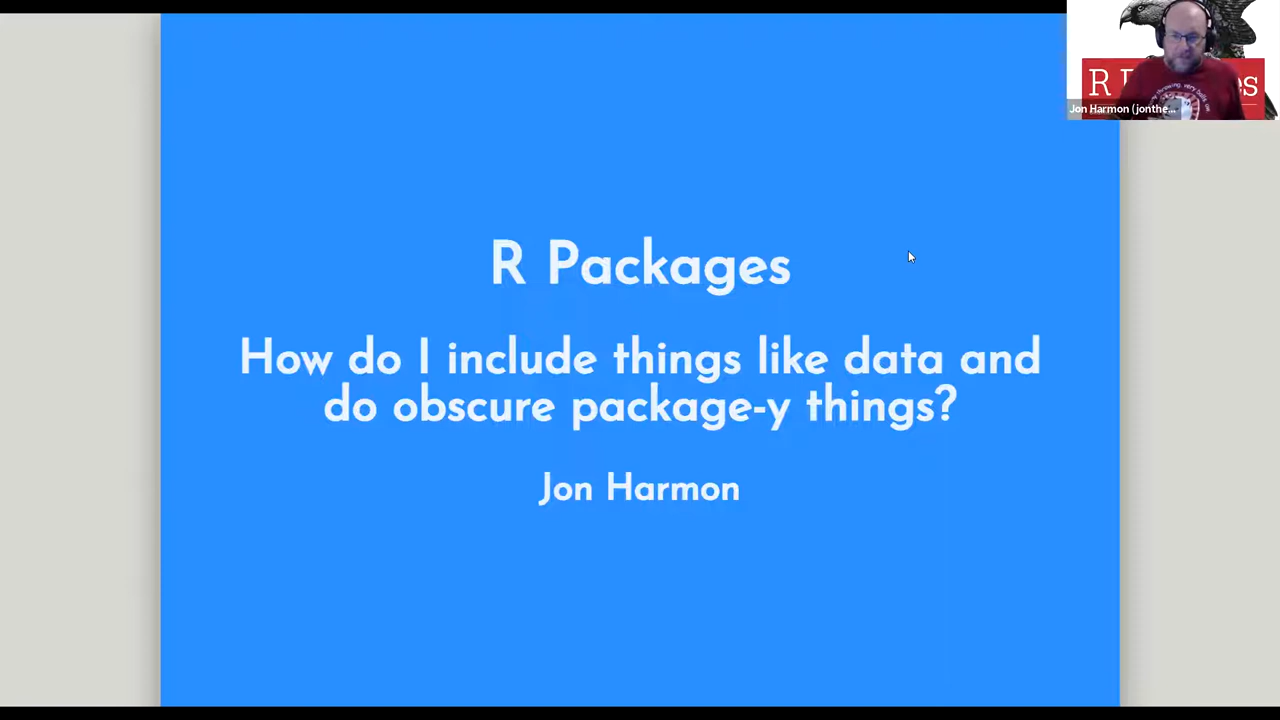 R Packages
How do I include things like data and
do obscure package-y things?
Jon Harmon
Jon Harmon (jonthe...